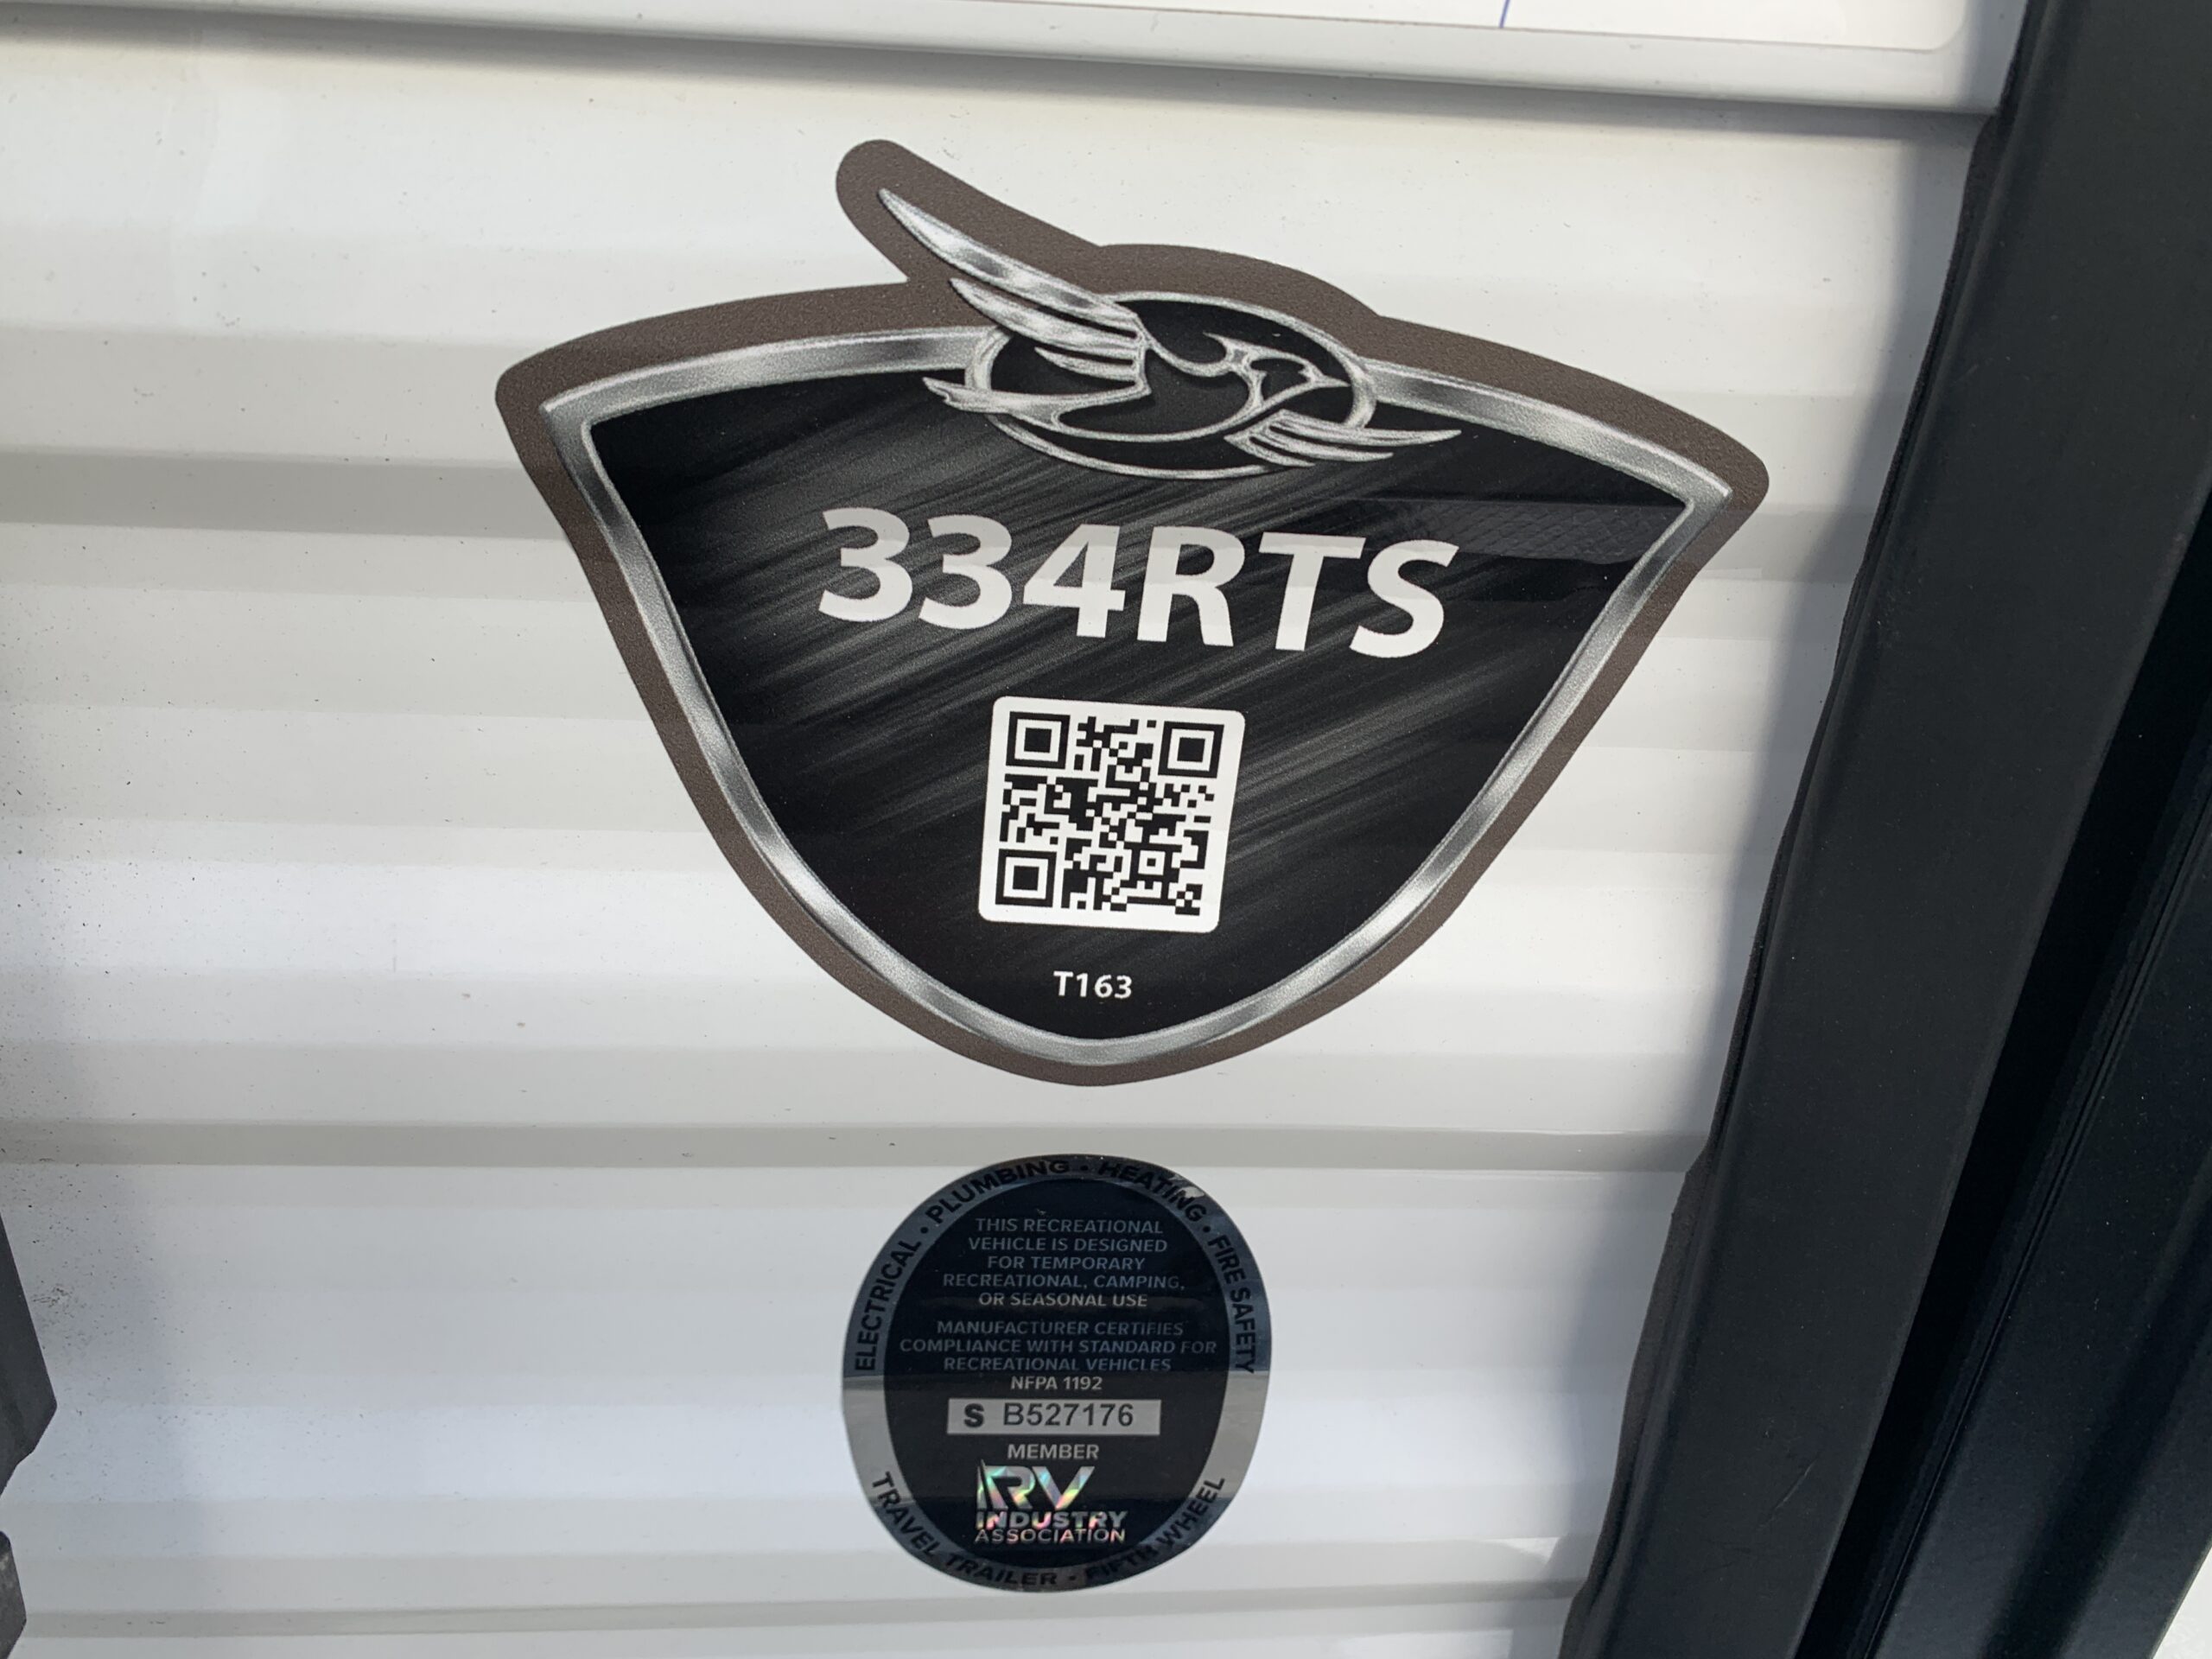 334RTS
T163
ELECTRICAL • PLUMBING • HEATING • FIRE SAFETY
THIS RECREATIONAL
VEHICLE IS DESIGNED
FOR TEMPORARY
RECREATIONAL, CAMPING,
OR SEASONAL USE
MANUFACTURER CERTIFIES
COMPLIANCE WITH STANDARD FOR
RECREATIONAL VEHICLES
NFPA 1192
S B527176
MEMBER
RV
INDUSTRY
ASSOCIATION
TRAVEL TRAILER • FIFTH WHEEL